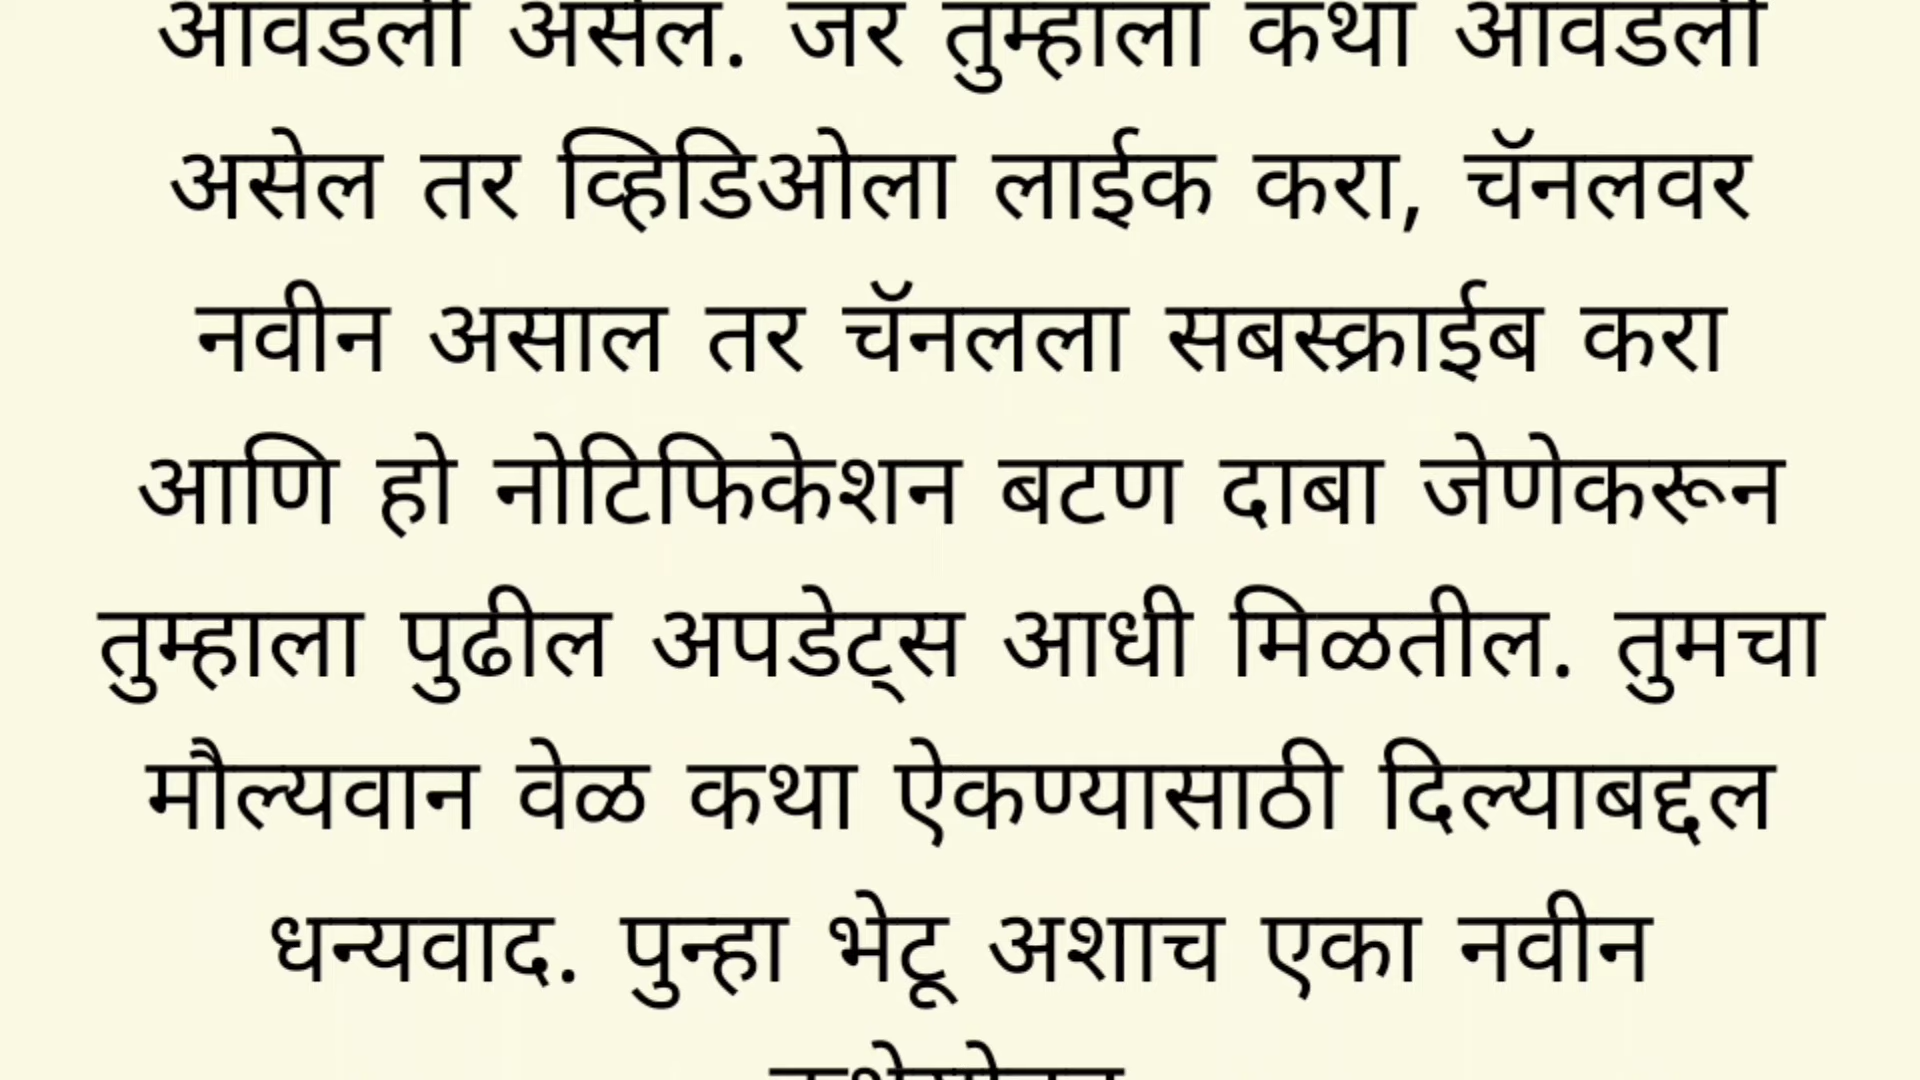 आवडली असेल. जर तुम्हाला कथा आवडली
असेल तर व्हिडिओला लाईक करा, चॅनलवर
नवीन असाल तर चॅनलला सबस्क्राईब करा
आणि हो नोटिफिकेशन बटण दाबा जेणेकरून
तुम्हाला पुढील अपडेट्स आधी मिळतील. तुमचा
मौल्यवान वेळ कथा ऐकण्यासाठी दिल्याबद्दल
धन्यवाद. पुन्हा भेटू अशाच एका नवीन